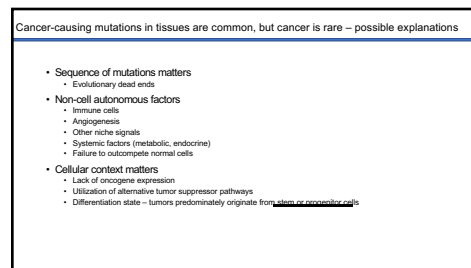 Cancer-causing mutations in tissues are common, but cancer is rare – possible explanations
• Sequence of mutations matters
• Evolutionary dead ends
• Non-cell autonomous factors
• Immune cells
• Angiogenesis
• Other niche signals
• Systemic factors (metabolic, endocrine)
• Failure to outcompete normal cells
• Cellular context matters
• Lack of oncogene expression
• Utilization of alternative tumor suppressor pathways
• Differentiation state – tumors predominately originate from stem or progenitor cells